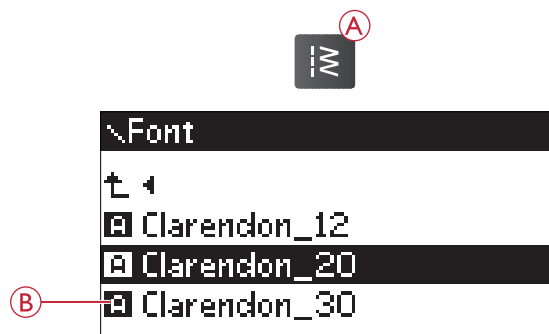 A
\Font
A Clarendon_12
A Clarendon_20
B A Clarendon_30